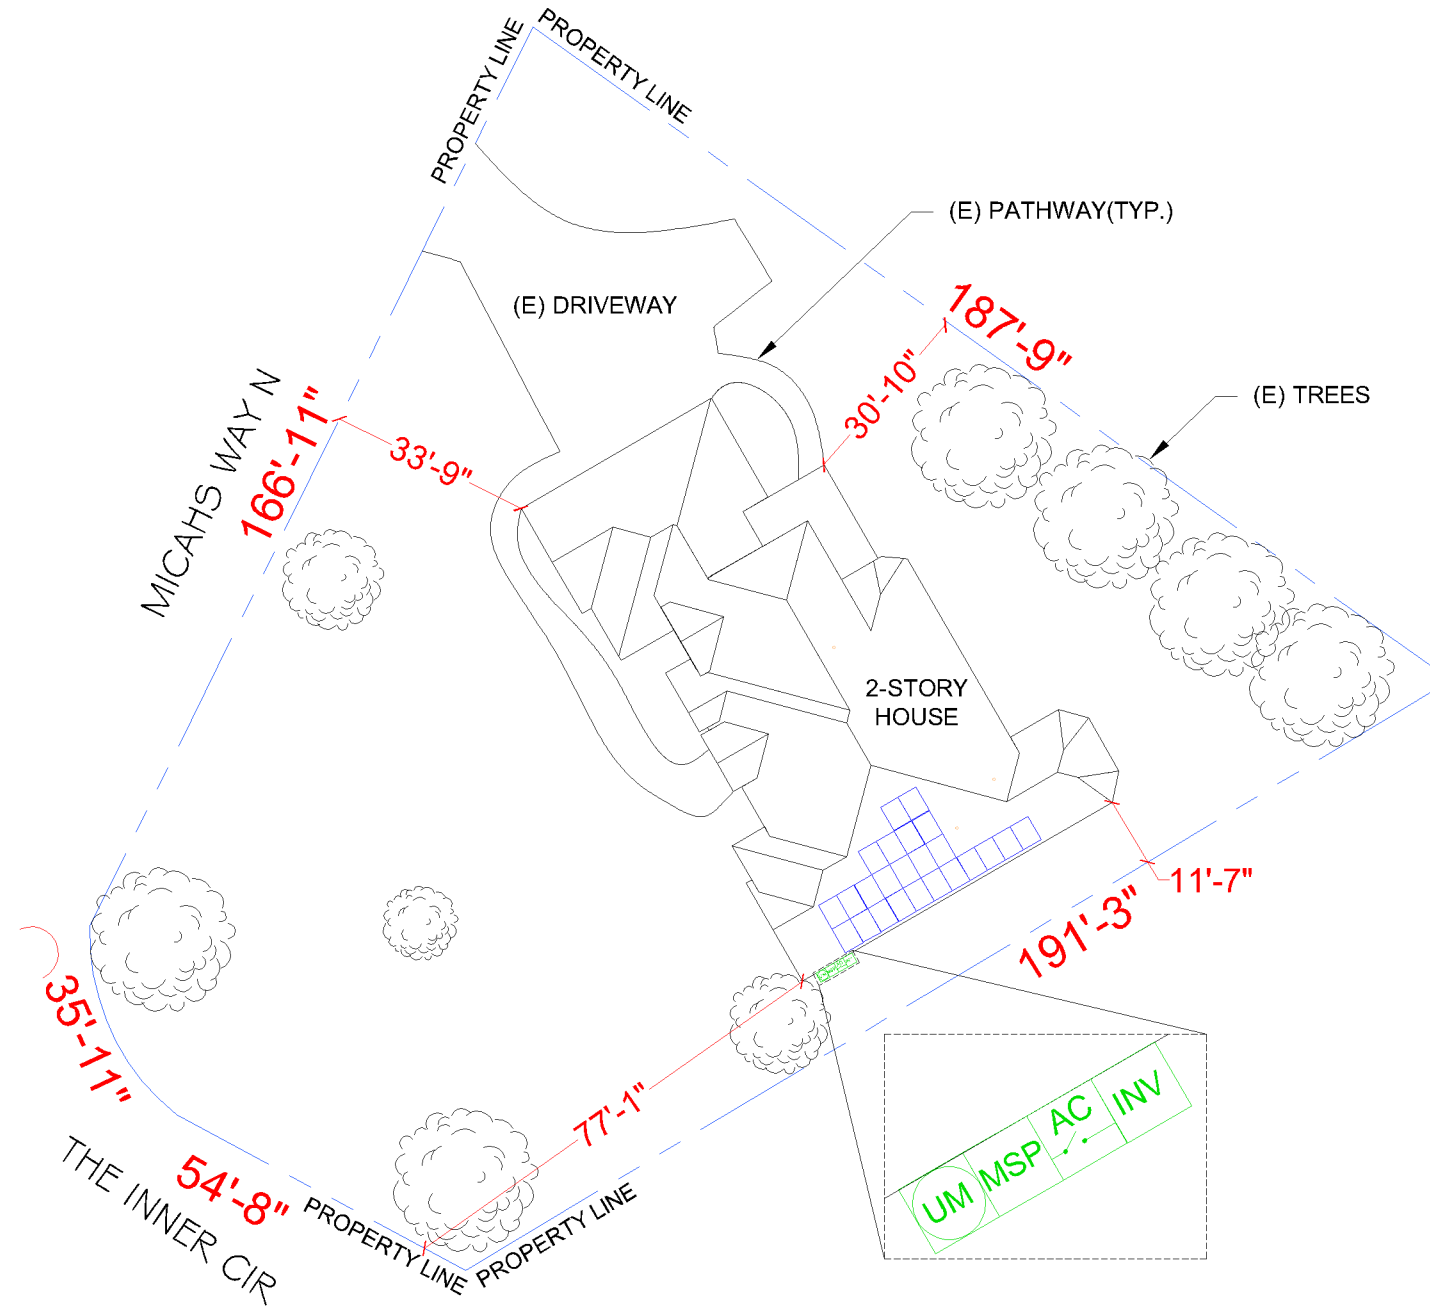 PROPERTY LINE
PROPERTY LINE
(E) PATHWAY(TYP.)
(E) DRIVEWAY
187'-9"
30'-10"
(E) TREES
MICAHS WAY N
166'-11"
33'-9"
2-STORY
HOUSE
11'-7"
191'-3"
35'-11"
77'-1"
THE INNER CIR
54'-8"
PROPERTY LINE
PROPERTY LINE
UM
MSP
AC
INV